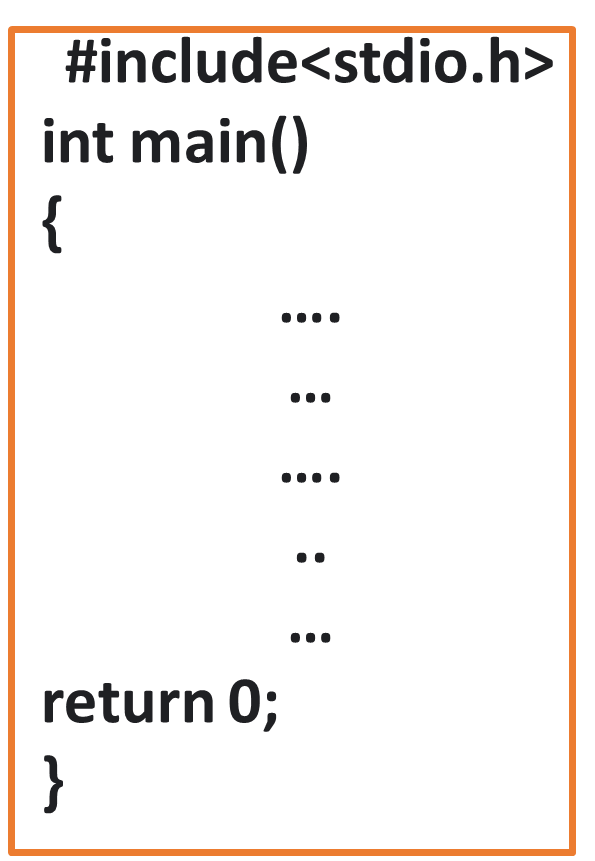 #include<stdio.h>
int main()
{
....
...
....
..
...
return 0;
}